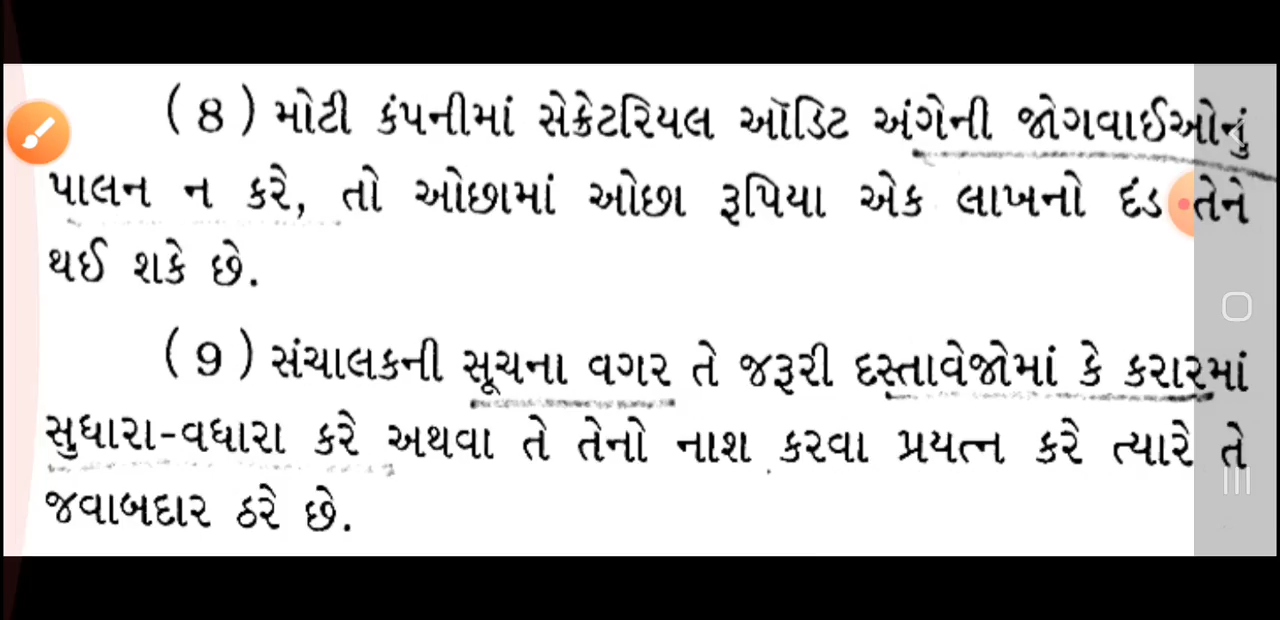 (8) મોટી કંપનીમાં સેક્રેટરિયલ ઑડિટ અંગેની જોગવાઈઓનું
પાલન ન કરે, તો ઓછામાં ઓછા રૂપિયા એક લાખનો દંડ તેને
થઈ શકે છે.
(9) સંચાલકની સૂચના વગર તે જરૂરી દસ્તાવેજોમાં કે કરારમાં
સુધારા-વધારા કરે અથવા તે તેનો નાશ કરવા પ્રયત્ન કરે ત્યારે તે
જવાબદાર ઠરે છે.